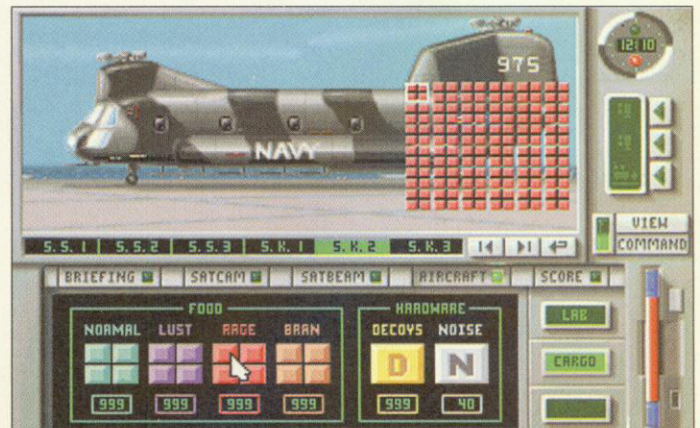 975
12:10
NAVY
S.S. 1 S.S. 2 S.S. 3 S.K. 1 S.K. 2 S.K. 3
VIEW
COMMAND
BRIEFING SATCAM SATBEAM AIRCRAFT SCORE
FOOD
HARDWARE
NORMAL LUST RAGE BRAN
DECOYS NOISE
D N
999 999 999 999
999 40
LAB
CARGO